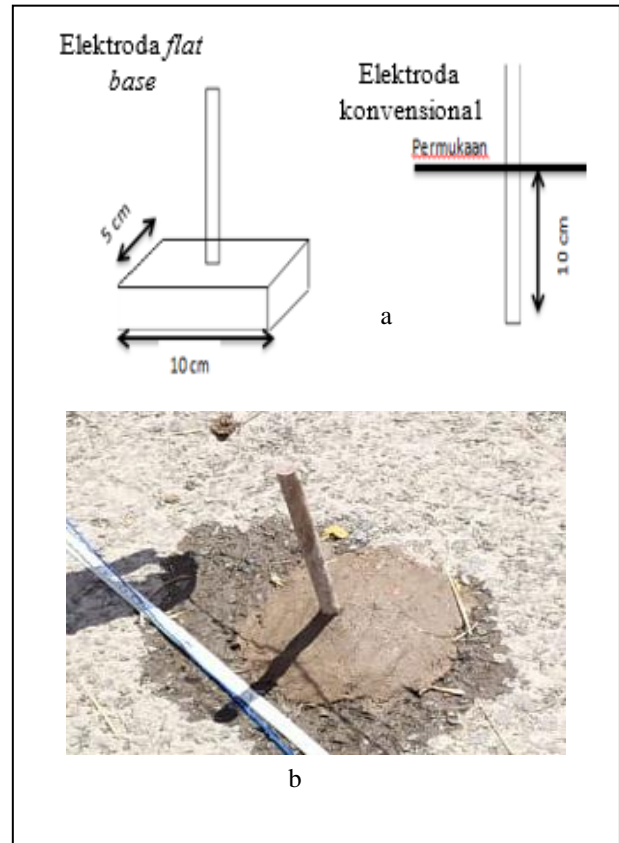 Elektroda flat
base
5 cm
10 cm
Elektroda
konvensional
Permukaan
10 cm
a
b